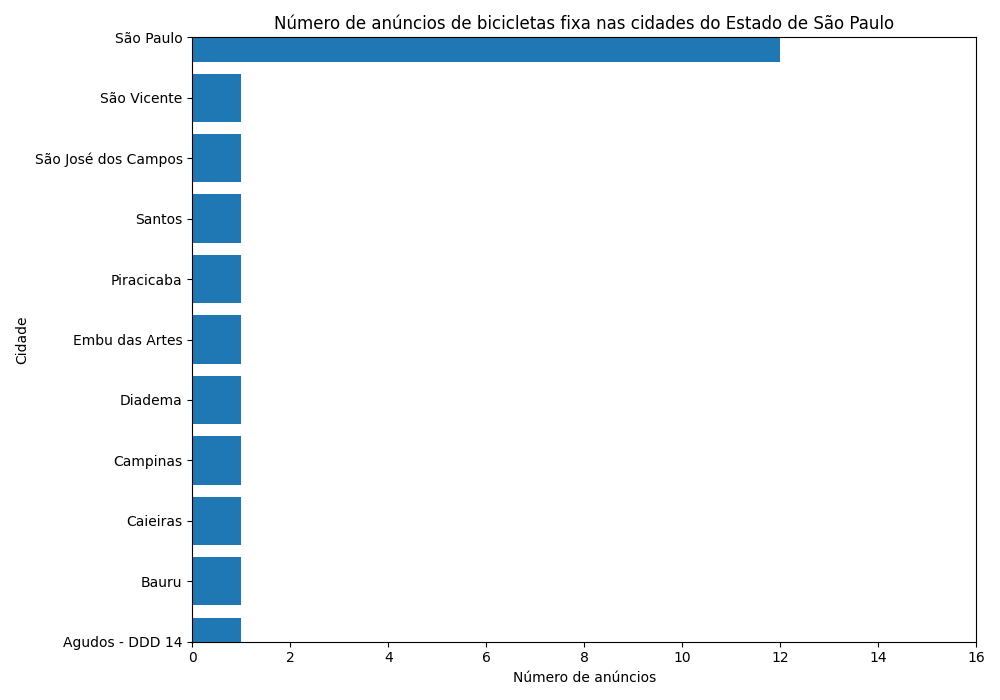 Número de anúncios de bicicletas fixa nas cidades do Estado de São Paulo
São Paulo
São Vicente
São José dos Campos
Santos
Piracicaba
Embu das Artes
Diadema
Campinas
Caieiras
Bauru
Agudos - DDD 14
Cidade
0 2 4 6 8 10 12 14 16
Número de anúncios